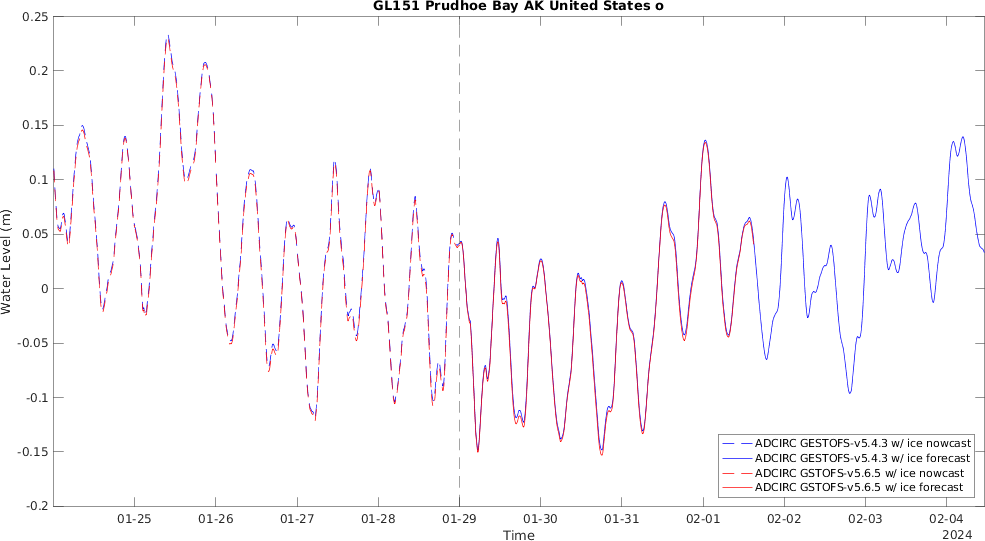 GL151 Prudhoe Bay AK United States o
0.25
0.2
0.15
0.1
0.05
0
-0.05
-0.1
-0.15
-0.2
Water Level (m)
01-25 01-26 01-27 01-28 01-29 01-30 01-31 02-01 02-02 02-03 02-04
Time
2024
ADCIRC GESTOFS-v5.4.3 w/ ice nowcast
ADCIRC GESTOFS-v5.4.3 w/ ice forecast
ADCIRC GSTOFS-v5.6.5 w/ ice nowcast
ADCIRC GSTOFS-v5.6.5 w/ ice forecast